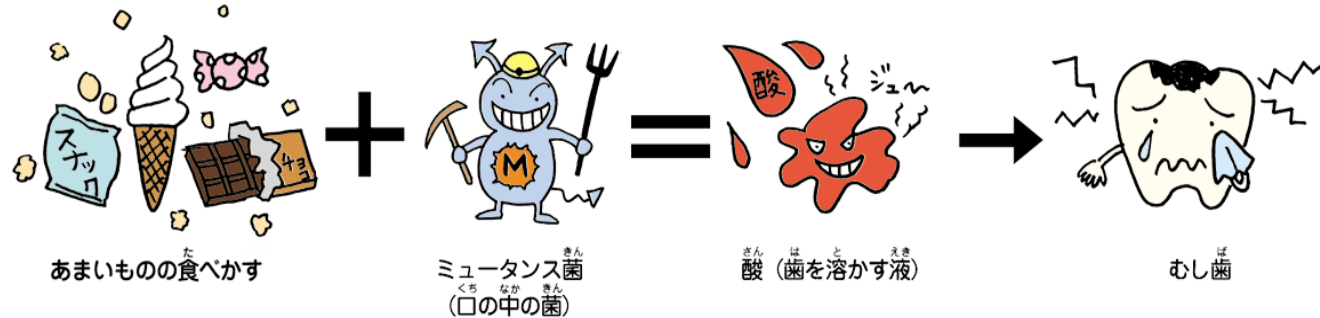 スナック
チョコ
M
酸
ジュ〜
あまいものの食べかす
ミュータンス菌
(口の中の菌)
酸(歯を溶かす液)
むし歯